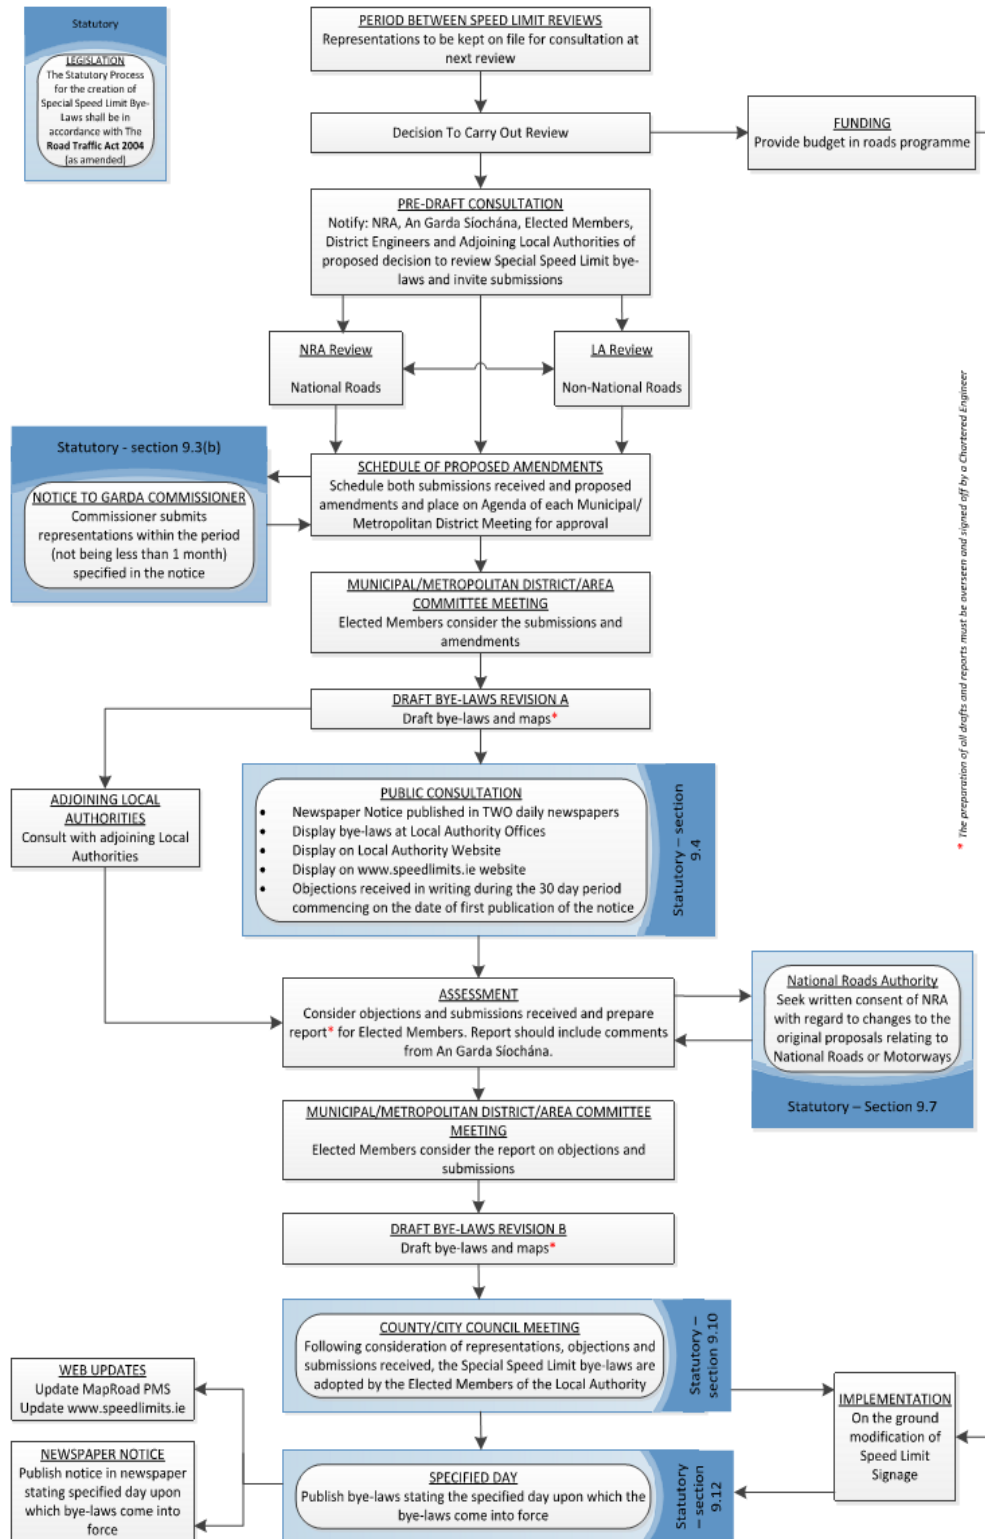 Statutory
LEGISLATION
The Statutory Process
for the creation of
Special Speed Limit Bye-
Laws shall be in
accordance with The
Road Traffic Act 2004
(as amended)
PERIOD BETWEEN SPEED LIMIT REVIEWS
Representations to be kept on file for consultation at
next review
Decision To Carry Out Review
FUNDING
Provide budget in roads programme
PRE-DRAFT CONSULTATION
Notify: NRA, An Garda Síochána, Elected Members,
District Engineers and Adjoining Local Authorities of
proposed decision to review Special Speed Limit bye-
laws and invite submissions
NRA Review
National Roads
LA Review
Non-National Roads
Statutory - section 9.3(b)
NOTICE TO GARDA COMMISSIONER
Commissioner submits
representations within the period
(not being less than 1 month)
specified in the notice
SCHEDULE OF PROPOSED AMENDMENTS
Schedule both submissions received and proposed
amendments and place on Agenda of each Municipal/
Metropolitan District Meeting for approval
MUNICIPAL/METROPOLITAN DISTRICT/AREA
COMMITTEE MEETING
Elected Members consider the submissions and
amendments
* The preparation of all drafts and reports must be overseen and signed off by a Chartered Engineer
DRAFT BYE-LAWS REVISION A
Draft bye-laws and maps*
ADJOINING LOCAL
AUTHORITIES
Consult with adjoining Local
Authorities
PUBLIC CONSULTATION
• Newspaper Notice published in TWO daily newspapers
• Display bye-laws at Local Authority Offices
• Display on Local Authority Website
• Display on www.speedlimits.ie website
• Objections received in writing during the 30 day period
commencing on the date of first publication of the notice
Statutory – section
9.4
ASSESSMENT
Consider objections and submissions received and prepare
report* for Elected Members. Report should include comments
from An Garda Síochána.
National Roads Authority
Seek written consent of NRA
with regard to changes to the
original proposals relating to
National Roads or Motorways
Statutory – Section 9.7
MUNICIPAL/METROPOLITAN DISTRICT/AREA COMMITTEE
MEETING
Elected Members consider the report on objections and
submissions
DRAFT BYE-LAWS REVISION B
Draft bye-laws and maps*
COUNTY/CITY COUNCIL MEETING
Following consideration of representations, objections and
submissions received, the Special Speed Limit bye-laws are
adopted by the Elected Members of the Local Authority
Statutory –
section 9.10
WEB UPDATES
Update MapRoad PMS
Update www.speedlimits.ie
IMPLEMENTATION
On the ground
modification of
Speed Limit
Signage
NEWSPAPER NOTICE
Publish notice in newspaper
stating specified day upon
which bye-laws come into
force
SPECIFIED DAY
Publish bye-laws stating the specified day upon which the
bye-laws come into force
Statutory
– section
9.12